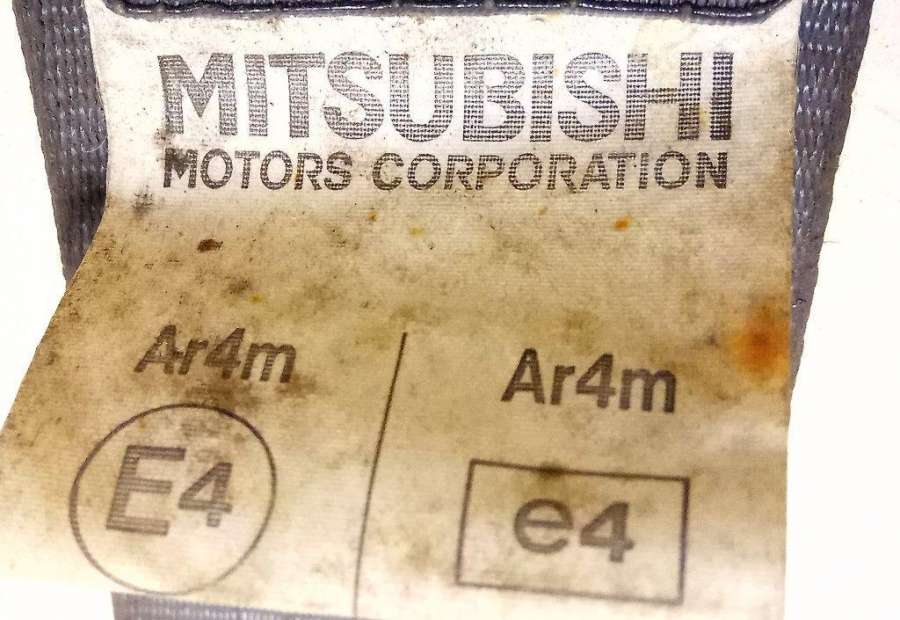 MITSUBISHI
MOTORS CORPORATION
Ar4m
E4
Ar4m
e4